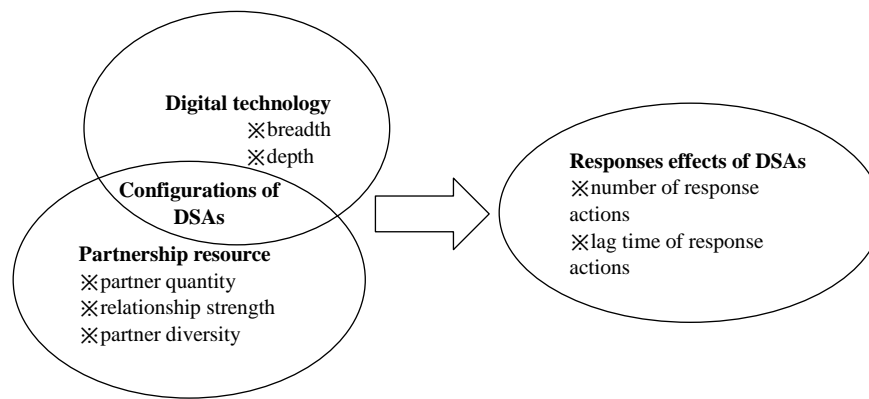 Digital technology
※breadth
※depth
Configurations of
DSAs
Partnership resource
※partner quantity
※relationship strength
※partner diversity
Responses effects of DSAs
※number of response
actions
※lag time of response
actions